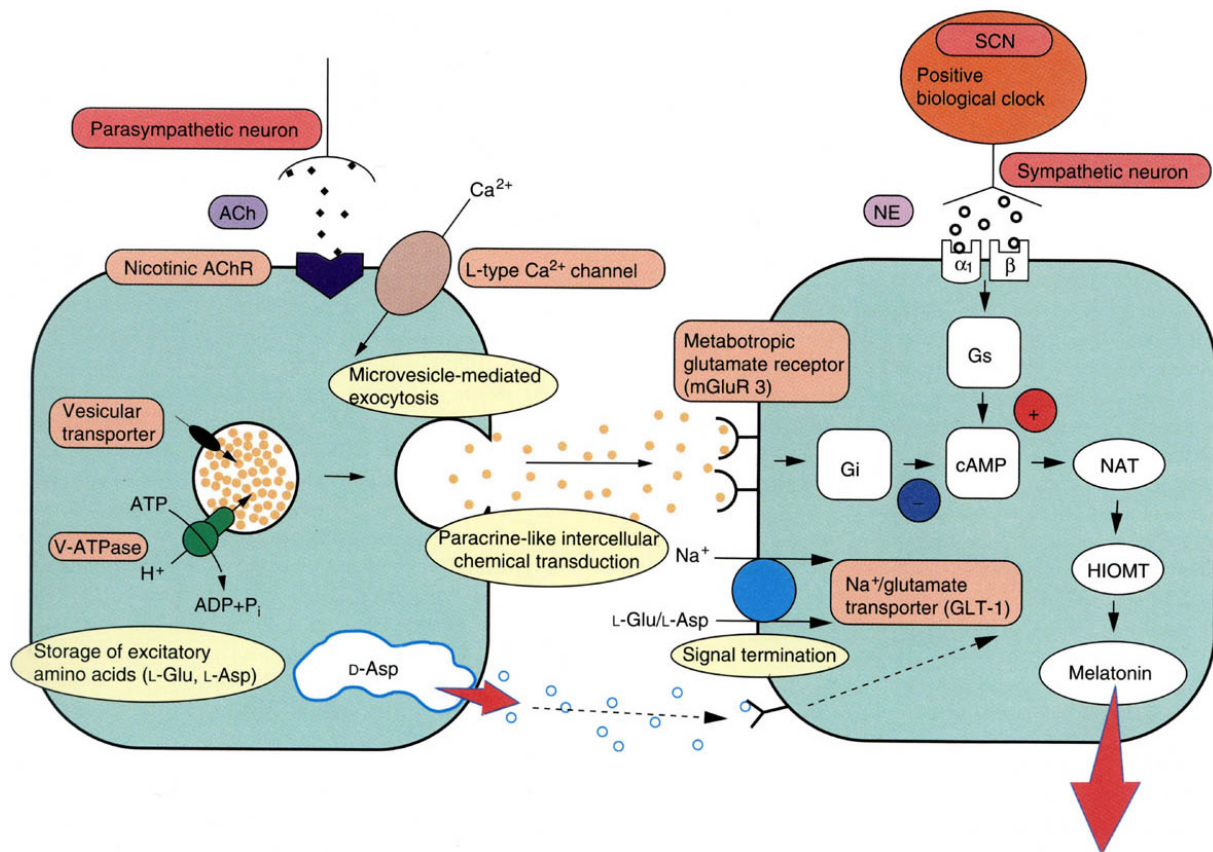 SCN
Positive
biological clock
Parasympathetic neuron
Sympathetic neuron
ACh
Ca²⁺
NE
Nicotinic AChR
L-type Ca²⁺ channel
α₁
β
Metabotropic
glutamate receptor
(mGluR 3)
Gs
Microvesicle-mediated
exocytosis
+
Vesicular
transporter
Gi
cAMP
NAT
−
ATP
V-ATPase
H⁺
ADP+Pᵢ
Paracrine-like intercellular
chemical transduction
Na⁺
HIOMT
Na⁺/glutamate
transporter (GLT-1)
L-Glu/L-Asp
Signal termination
Storage of excitatory
amino acids (L-Glu, L-Asp)
D-Asp
Melatonin